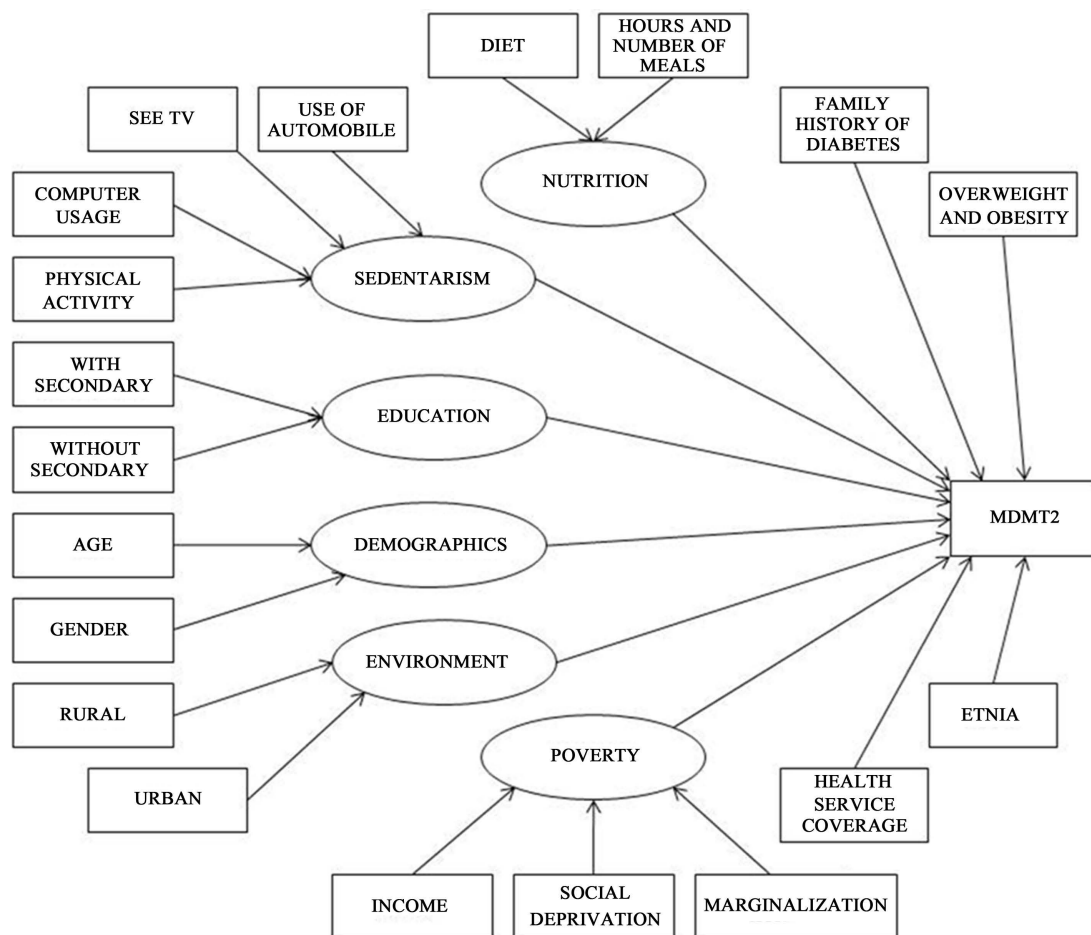 DIET
HOURS AND
NUMBER OF
MEALS
SEE TV
USE OF
AUTOMOBILE
FAMILY
HISTORY OF
DIABETES
NUTRITION
COMPUTER
USAGE
OVERWEIGHT
AND OBESITY
PHYSICAL
ACTIVITY
SEDENTARISM
WITH
SECONDARY
EDUCATION
WITHOUT
SECONDARY
MDMT2
AGE
DEMOGRAPHICS
GENDER
ENVIRONMENT
RURAL
ETNIA
POVERTY
URBAN
HEALTH
SERVICE
COVERAGE
INCOME
SOCIAL
DEPRIVATION
MARGINALIZATION